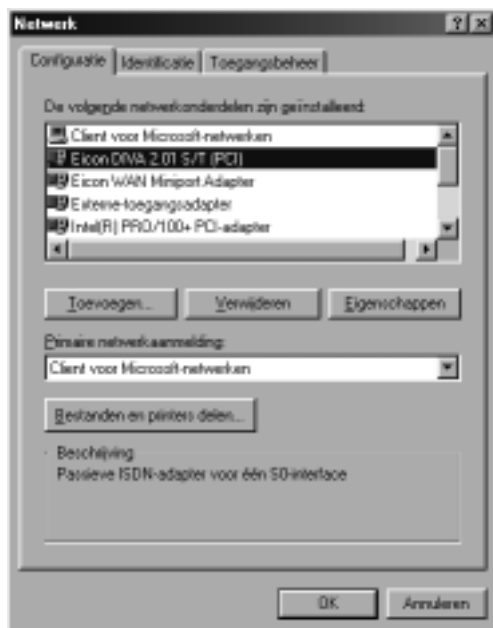 Netwerk
Configuratie Identificatie Toegangsbeheer
De volgende netwerkonderdelen zijn geïnstalleerd:
Client voor Microsoft-netwerken
Eicon DIVA 2.01 S/T (PCI)
Eicon WAN Miniport Adapter
Externe-toegangsadapter
Intel(R) PRO/100+ PCI-adapter
Toevoegen... Verwijderen Eigenschappen
Primaire netwerkaanmelding:
Client voor Microsoft-netwerken
Bestanden en printers delen...
Beschrijving
Passieve ISDN-adapter voor één S0-interface
OK Annuleren